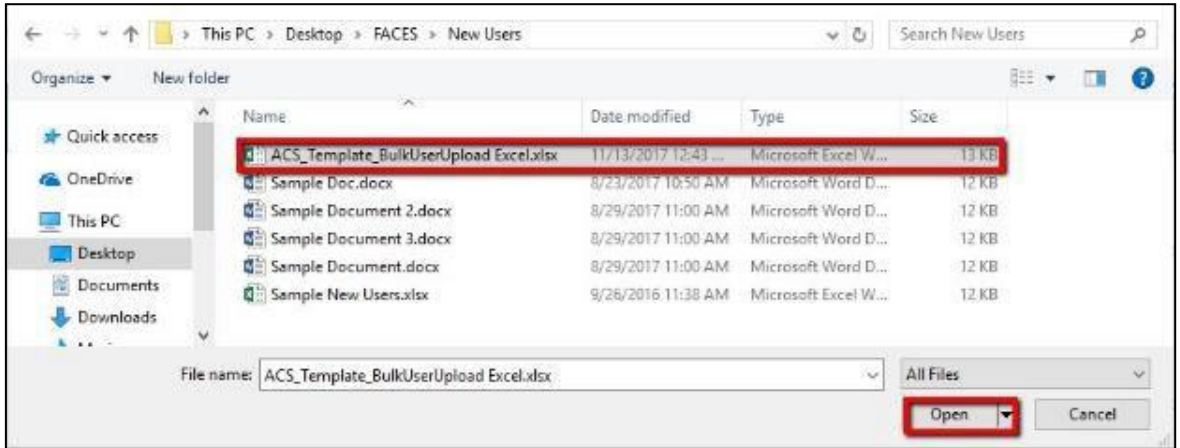 This PC > Desktop > FACES > New Users
Search New Users
Organize
New folder
Name
Date modified
Type
Size
Quick access
OneDrive
This PC
Desktop
Documents
Downloads
ACS_Template_BulkUserUpload Excel.xlsx 11/13/2017 12:43 ... Microsoft Excel W... 13 KB
Sample Doc.docx 8/23/2017 10:50 AM Microsoft Word D... 12 KB
Sample Document 2.docx 8/29/2017 11:00 AM Microsoft Word D... 12 KB
Sample Document 3.docx 8/29/2017 11:00 AM Microsoft Word D... 12 KB
Sample Document.docx 8/29/2017 11:00 AM Microsoft Word D... 12 KB
Sample New Users.xlsx 9/26/2016 11:38 AM Microsoft Excel W... 12 KB
File name: ACS_Template_BulkUserUpload Excel.xlsx
All Files
Open
Cancel